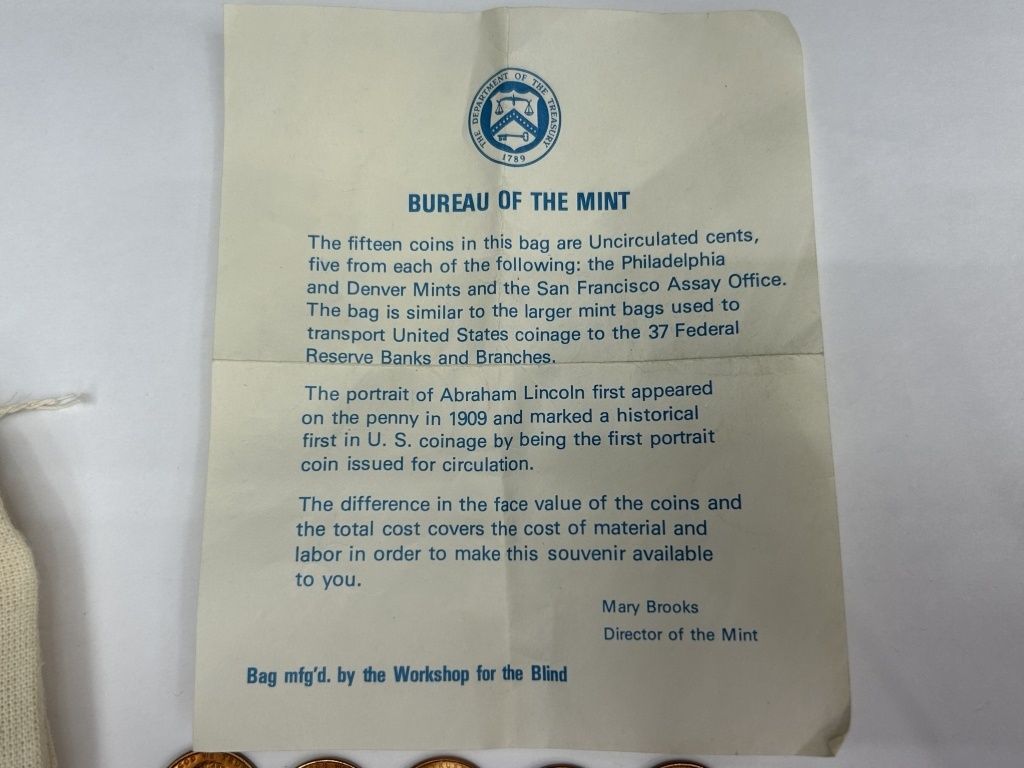 THE DEPARTMENT OF THE TREASURY
1789
BUREAU OF THE MINT
The fifteen coins in this bag are Uncirculated cents,
five from each of the following: the Philadelphia
and Denver Mints and the San Francisco Assay Office.
The bag is similar to the larger mint bags used to
transport United States coinage to the 37 Federal
Reserve Banks and Branches.
The portrait of Abraham Lincoln first appeared
on the penny in 1909 and marked a historical
first in U. S. coinage by being the first portrait
coin issued for circulation.
The difference in the face value of the coins and
the total cost covers the cost of material and
labor in order to make this souvenir available
to you.
Mary Brooks
Director of the Mint
Bag mfg'd. by the Workshop for the Blind